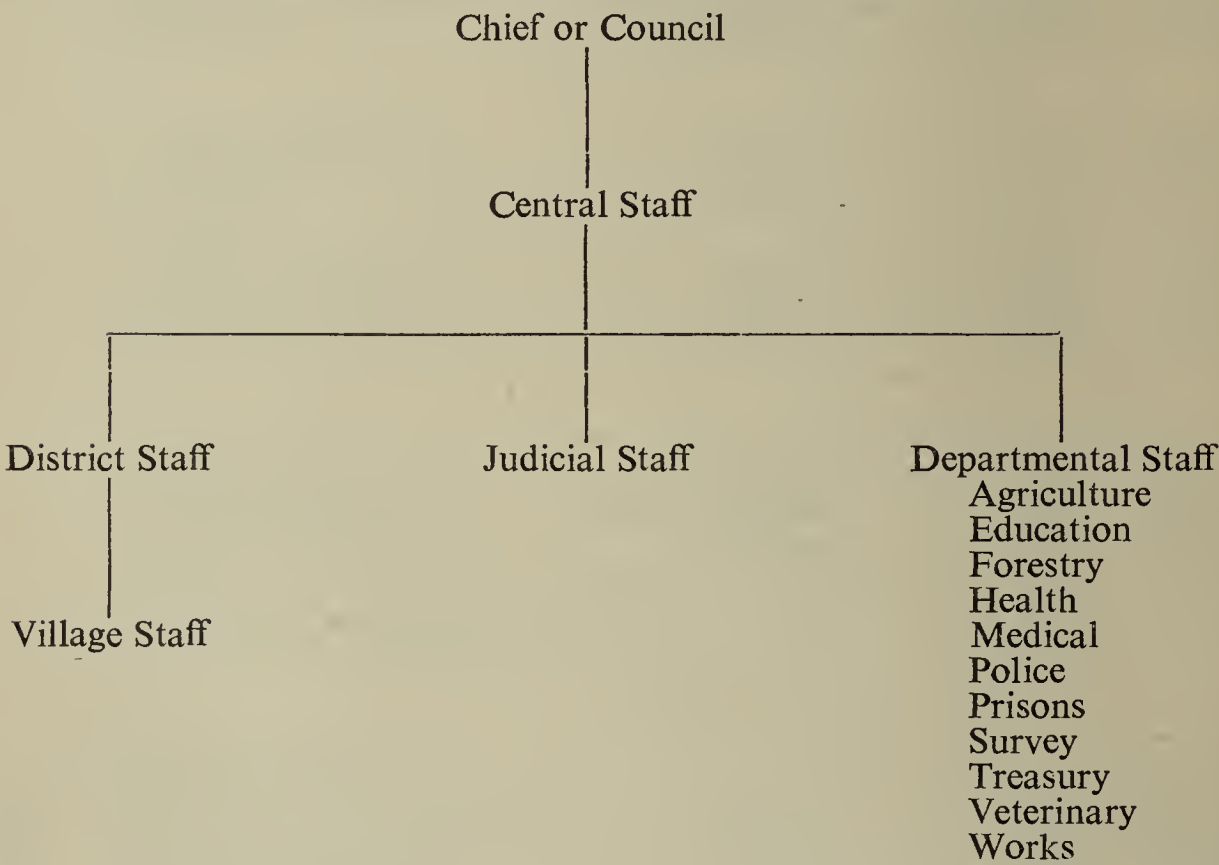 Chief or Council
Central Staff
District Staff
Judicial Staff
Departmental Staff
Agriculture
Education
Forestry
Health
Medical
Police
Prisons
Survey
Treasury
Veterinary
Works
Village Staff